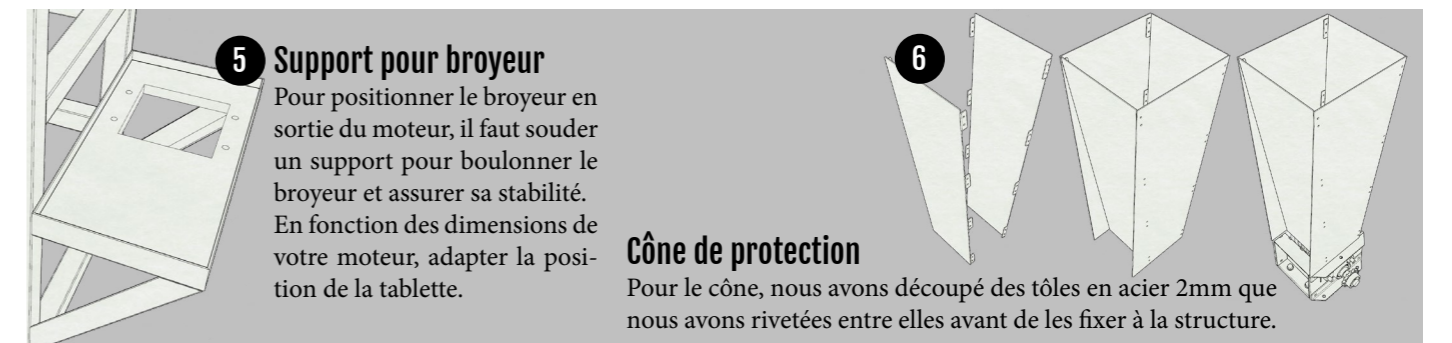 5 Support pour broyeur
Pour positionner le broyeur en
sortie du moteur, il faut souder
un support pour boulonner le
broyeur et assurer sa stabilité.
En fonction des dimensions de
votre moteur, adapter la posi-
tion de la tablette.
6
Cône de protection
Pour le cône, nous avons découpé des tôles en acier 2mm que
nous avons rivetées entre elles avant de les fixer à la structure.